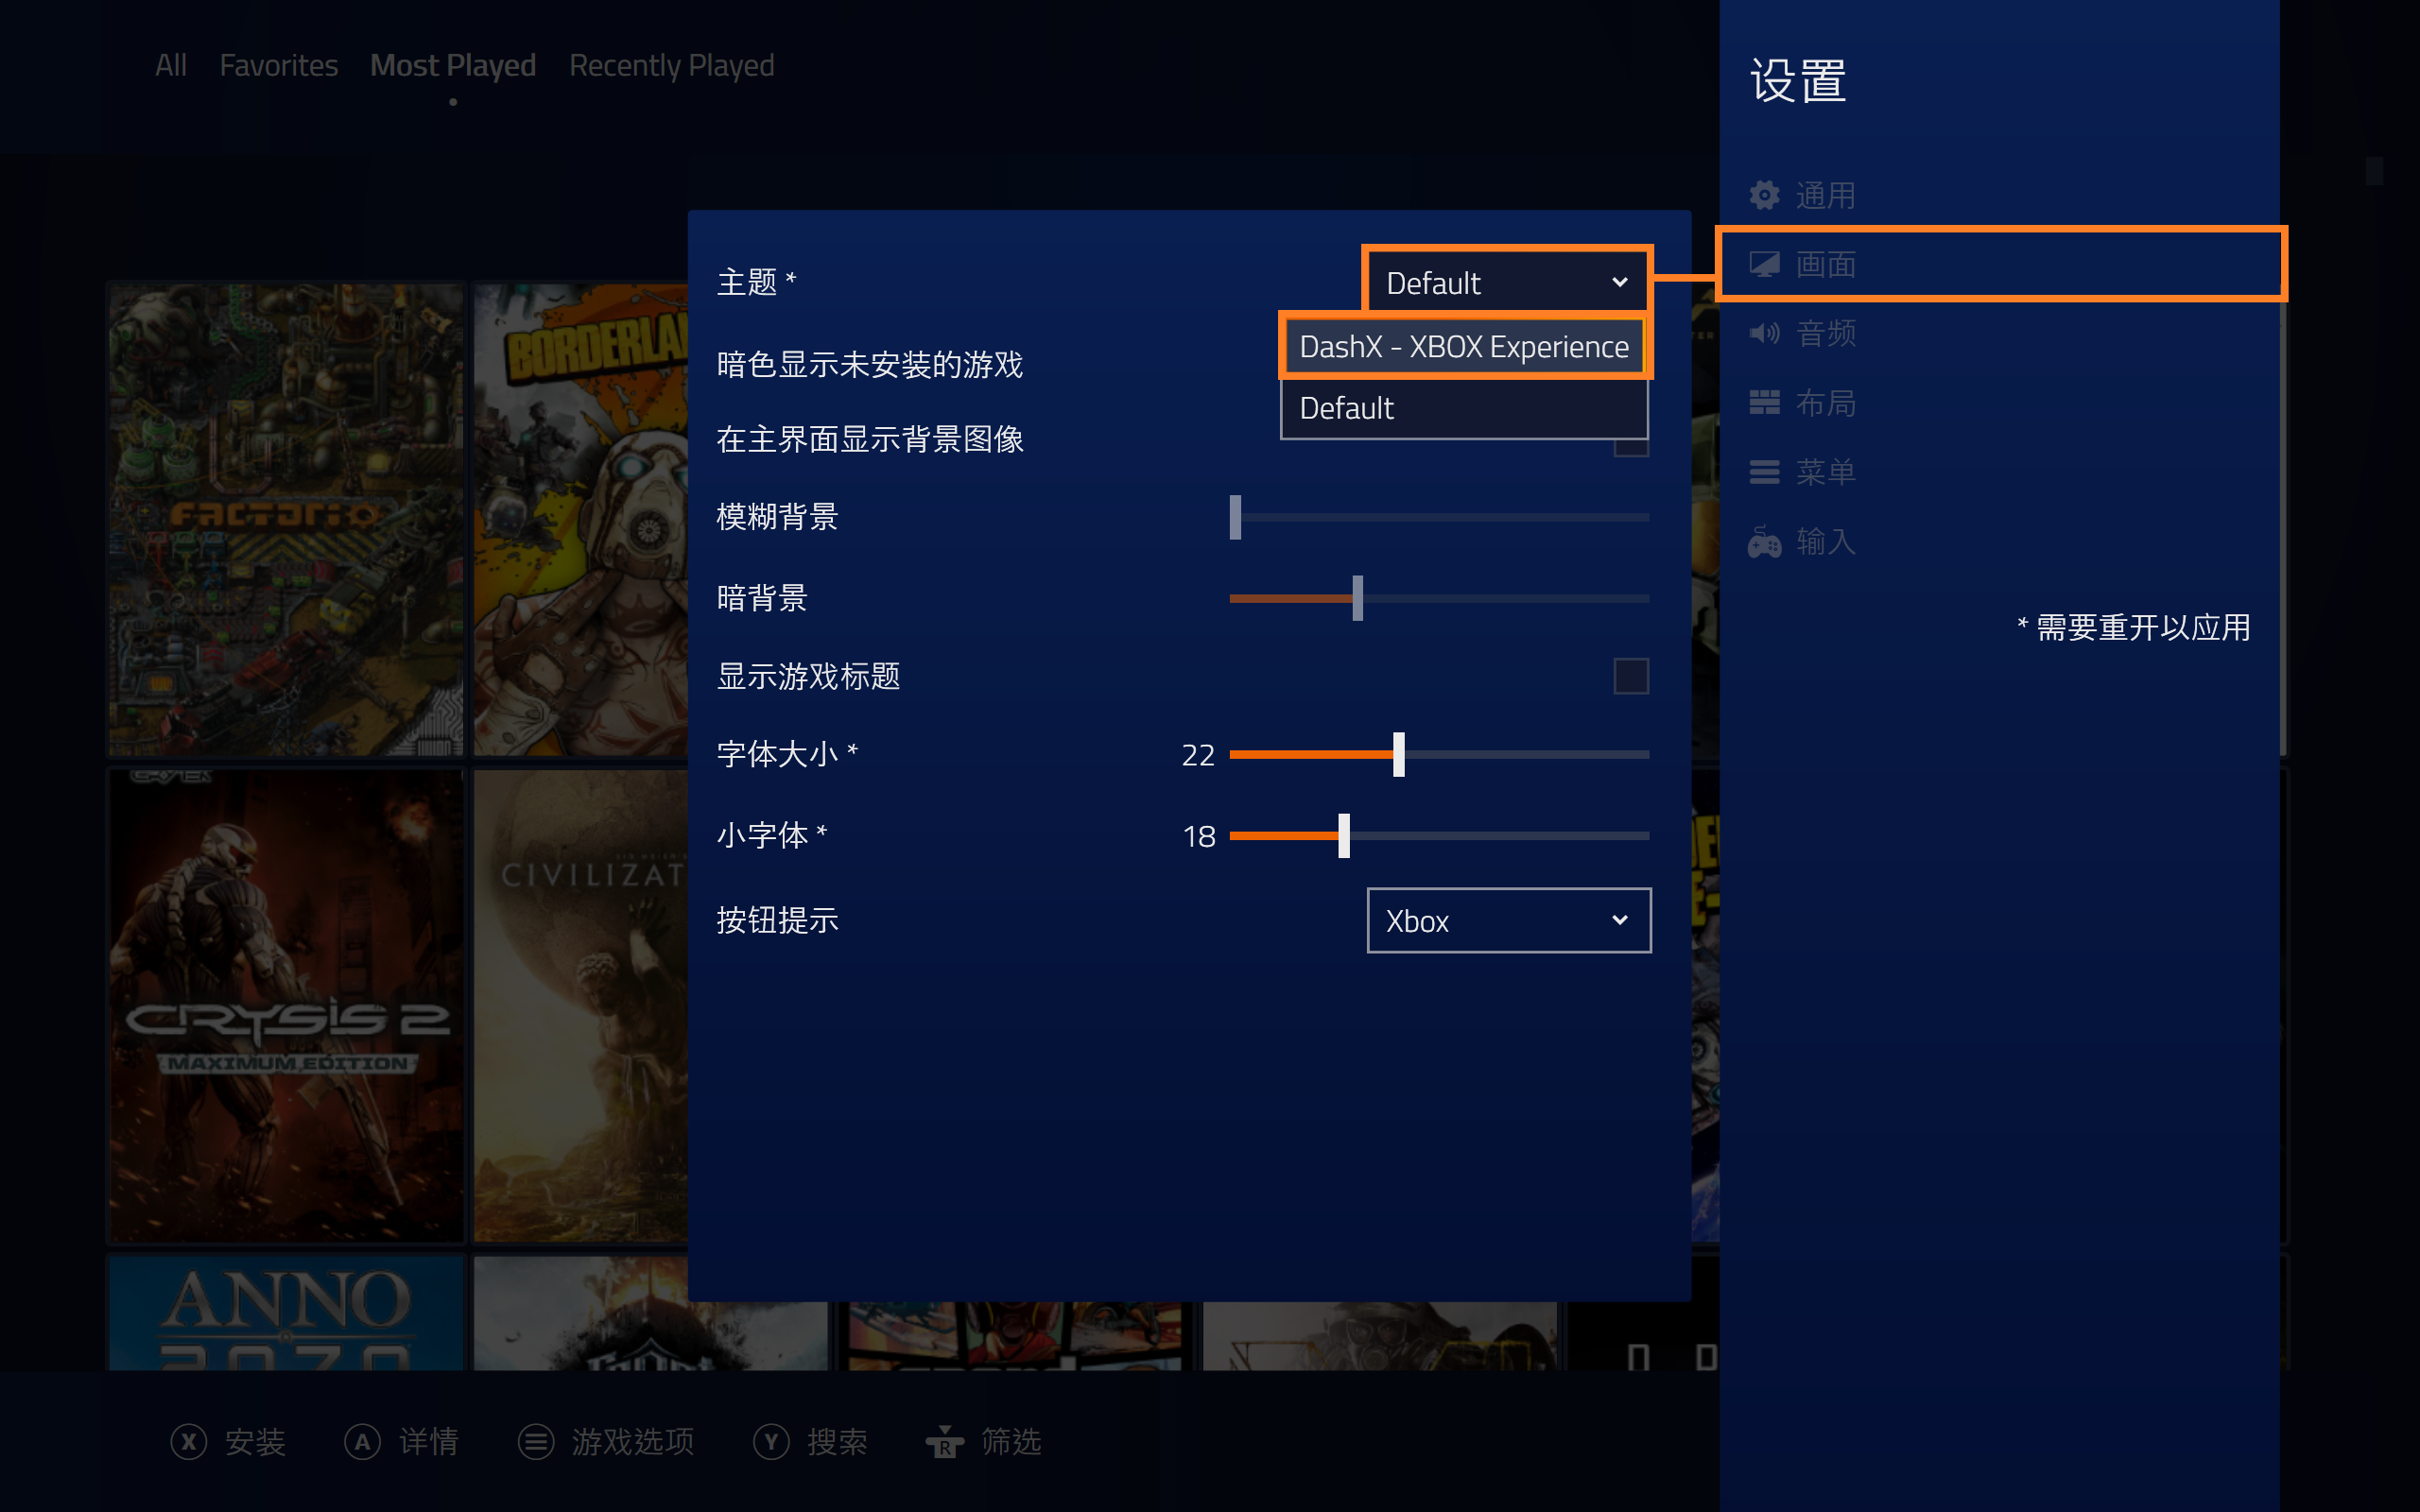 All Favorites Most Played Recently Played
设置
通用
画面
音频
布局
菜单
输入
* 需要重开以应用
主题 *
Default
DashX - XBOX Experience
Default
暗色显示未安装的游戏
在主界面显示背景图像
模糊背景
暗背景
显示游戏标题
字体大小 *
22
小字体 *
18
按钮提示
Xbox
FACTORIO
CRYSIS 2
MAXIMUM EDITION
ANNO
2070
X 安装 A 详情 游戏选项 Y 搜索 R 筛选